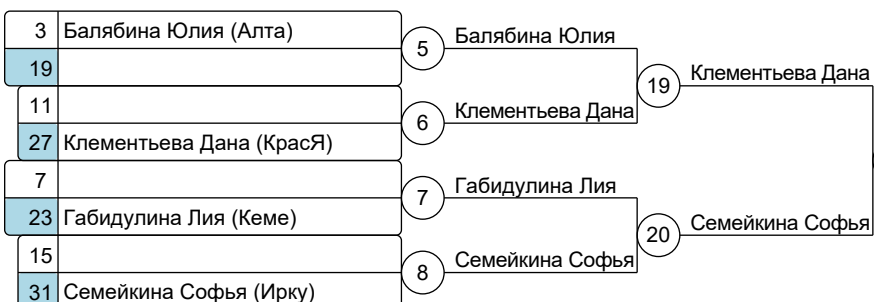 3 Балябина Юлия (Алта)
19
11
27 Клементьева Дана (КрасЯ)
7
23 Габидулина Лия (Кеме)
15
31 Семейкина Софья (Ирку)
5 Балябина Юлия
6 Клементьева Дана
7 Габидулина Лия
8 Семейкина Софья
19 Клементьева Дана
20 Семейкина Софья